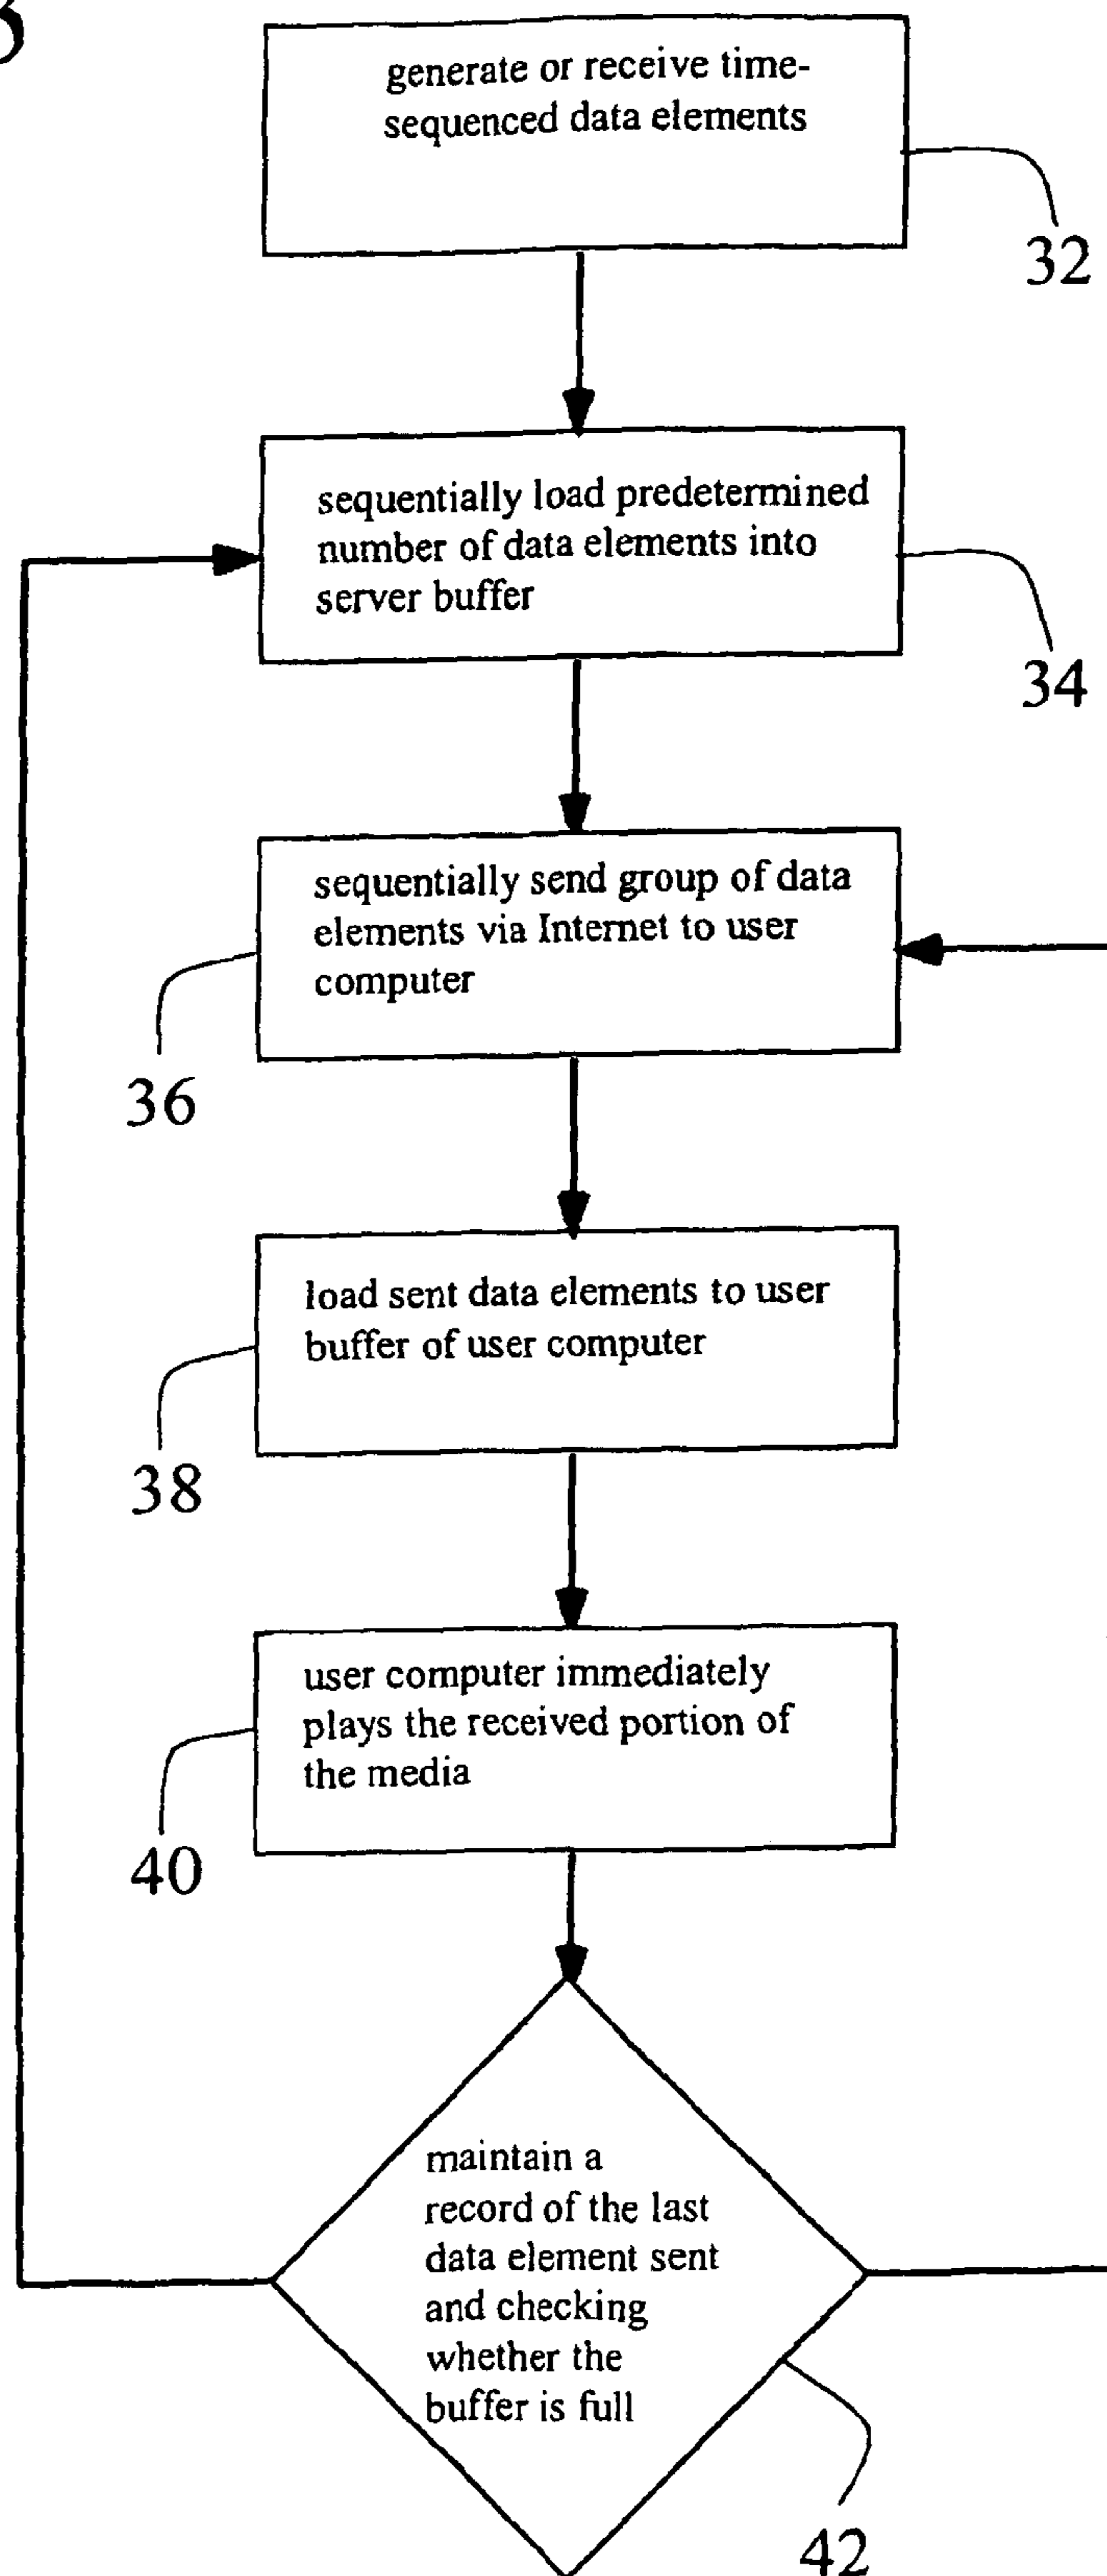 generate or receive time-
sequenced data elements
32
sequentially load predetermined
number of data elements into
server buffer
34
sequentially send group of data
elements via Internet to user
computer
36
load sent data elements to user
buffer of user computer
38
user computer immediately
plays the received portion of
the media
40
maintain a
record of the last
data element sent
and checking
whether the
buffer is full
42